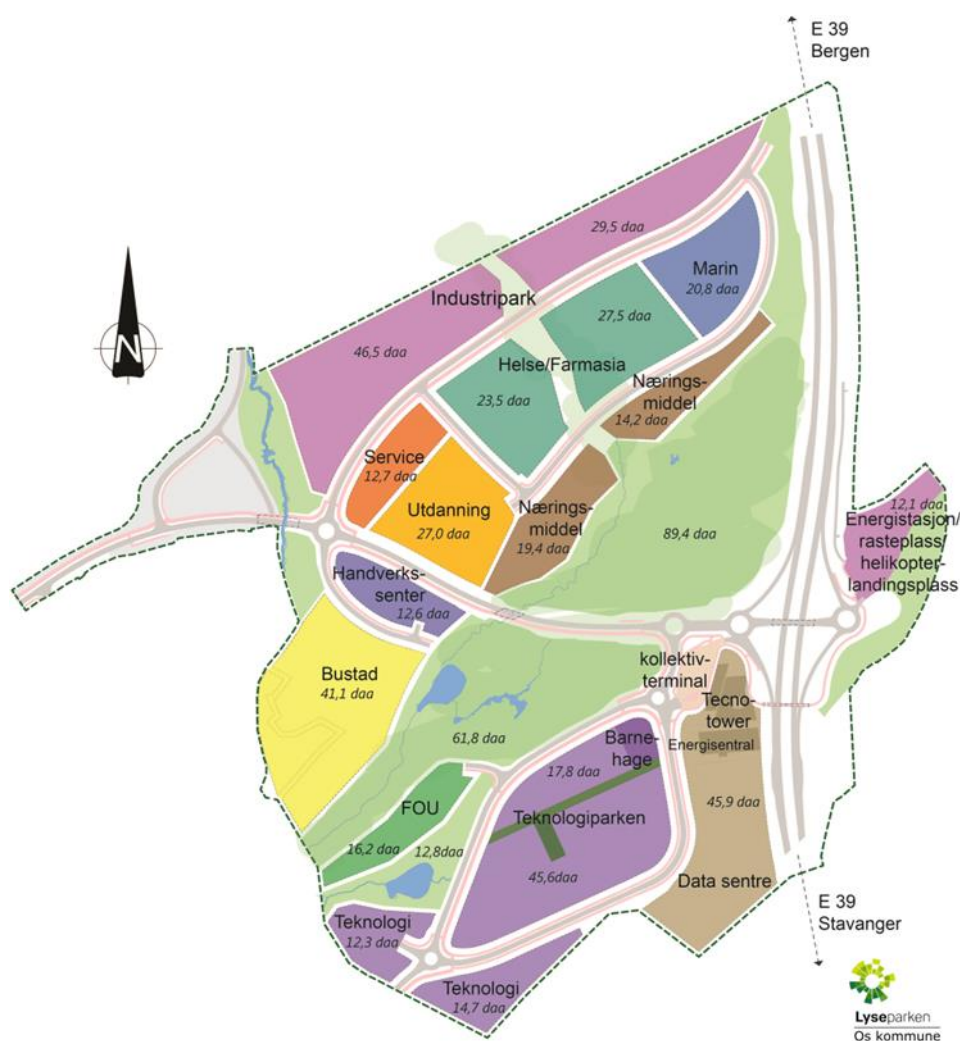 E 39
Bergen
29,5 daa
Marin
20,8 daa
Industripark
27,5 daa
46,5 daa
Helse/Farmasia
23,5 daa
Nærings-
middel
14,2 daa
N
Service
12,7 daa
Utdanning
27,0 daa
Nærings-
middel
19,4 daa
89,4 daa
12,1 daa
Energistasjon/
rasteplass/
helikopter-
landingsplass
Handverks-
senter
12,6 daa
Bustad
41,1 daa
kollektiv-
terminal
Tecno-
tower
Energisentral
61,8 daa
Barne-
hage
17,8 daa
FOU
16,2 daa
12,8daa
Teknologiparken
45,6daa
45,9 daa
Data sentre
Teknologi
12,3 daa
Teknologi
14,7 daa
E 39
Stavanger
Lyseparken
Os kommune